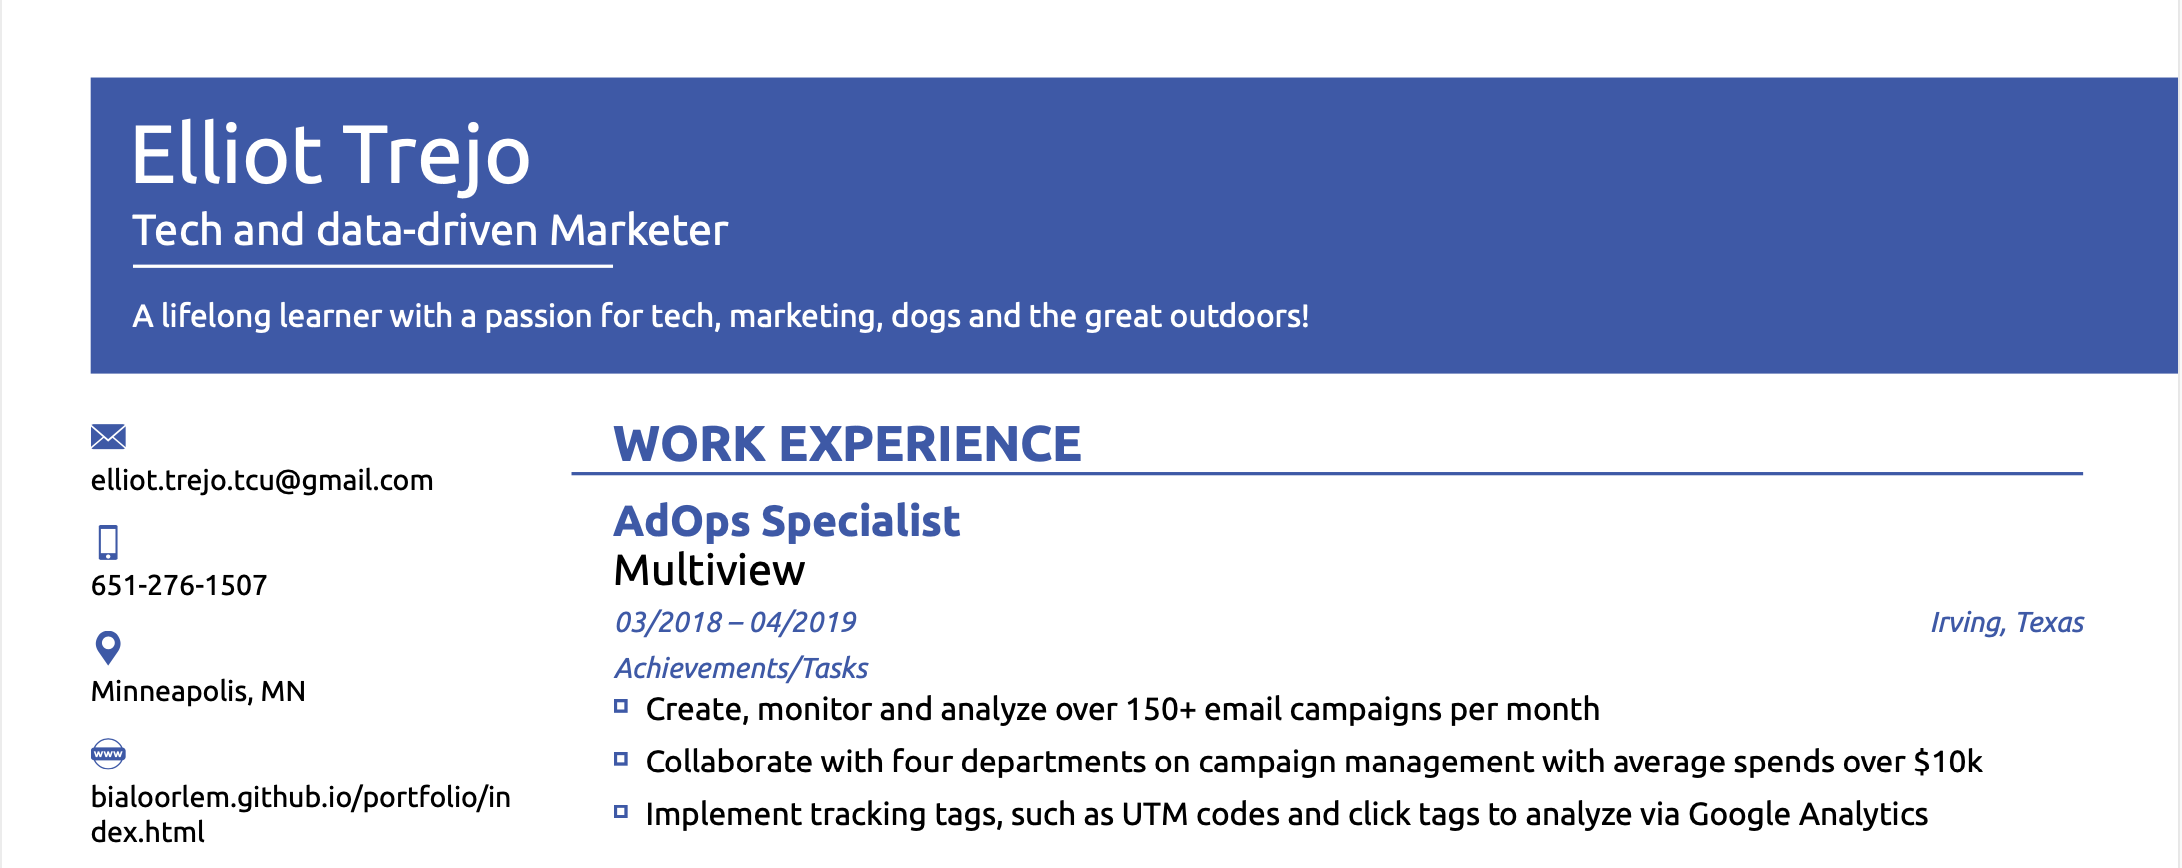 Elliot Trejo
Tech and data-driven Marketer
A lifelong learner with a passion for tech, marketing, dogs and the great outdoors!
elliot.trejo.tcu@gmail.com
651-276-1507
Minneapolis, MN
www
bialoorlem.github.io/portfolio/in
dex.html
WORK EXPERIENCE
AdOps Specialist
Multiview
03/2018 – 04/2019 Irving, Texas
Achievements/Tasks
Create, monitor and analyze over 150+ email campaigns per month
Collaborate with four departments on campaign management with average spends over $10k
Implement tracking tags, such as UTM codes and click tags to analyze via Google Analytics